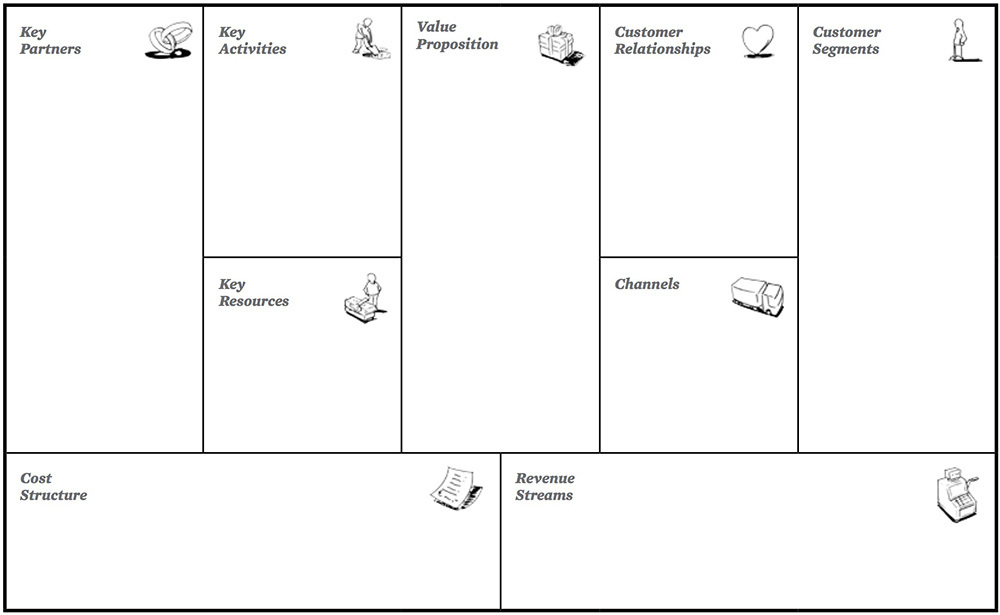 Key
Partners
Key
Activities
Value
Proposition
Customer
Relationships
Customer
Segments
Key
Resources
Channels
Cost
Structure
Revenue
Streams